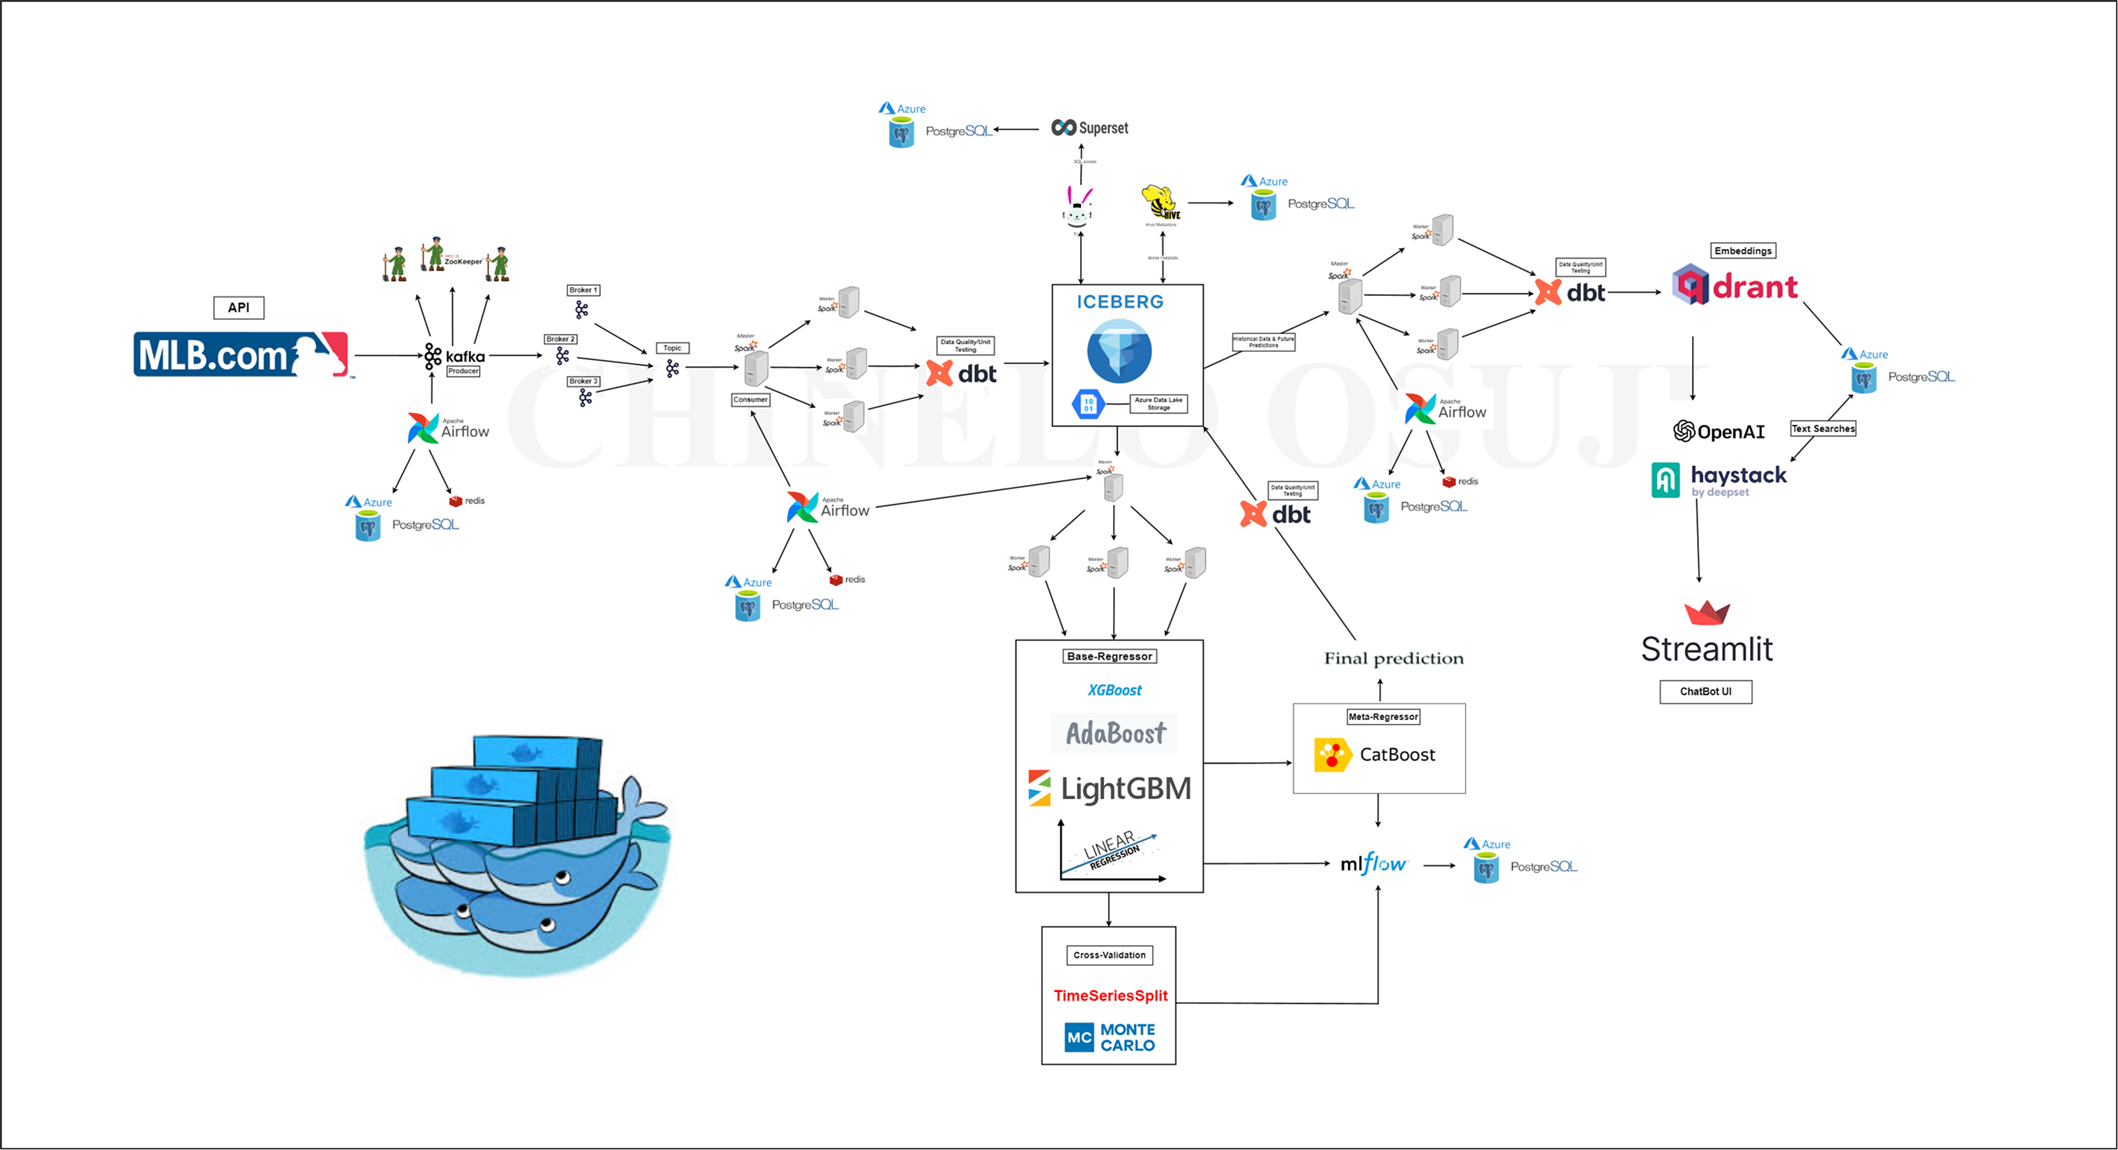 Azure
PostgreSQL
Superset
SQL access
HIVE
Hive Metastore
stores metadata
Azure
PostgreSQL
API
MLB.com
ZooKeeper
kafka
Producer
Apache
Airflow
Azure
PostgreSQL
redis
Broker 1
Broker 2
Broker 3
Topic
Master
Spark
Consumer
Worker
Spark
Worker
Spark
Worker
Spark
Data Quality/Unit
Testing
dbt
Apache
Airflow
Azure
PostgreSQL
redis
ICEBERG
10
01
Azure Data Lake
Storage
CHINELO OSUJI
Historical Data & Future
Predictions
Master
Spark
Worker
Spark
Worker
Spark
Worker
Spark
Data Quality/Unit
Testing
dbt
Apache
Airflow
Azure
PostgreSQL
redis
Embeddings
qdrant
Azure
PostgreSQL
Text Searches
OpenAI
haystack
by deepset
Streamlit
ChatBot UI
Master
Spark
Worker
Spark
Worker
Spark
Worker
Spark
Data Quality/Unit
Testing
dbt
Final prediction
Base-Regressor
XGBoost
AdaBoost
LightGBM
LINEAR
REGRESSION
Meta-Regressor
CatBoost
mlflow
Azure
PostgreSQL
Cross-Validation
TimeSeriesSplit
MC MONTE
CARLO